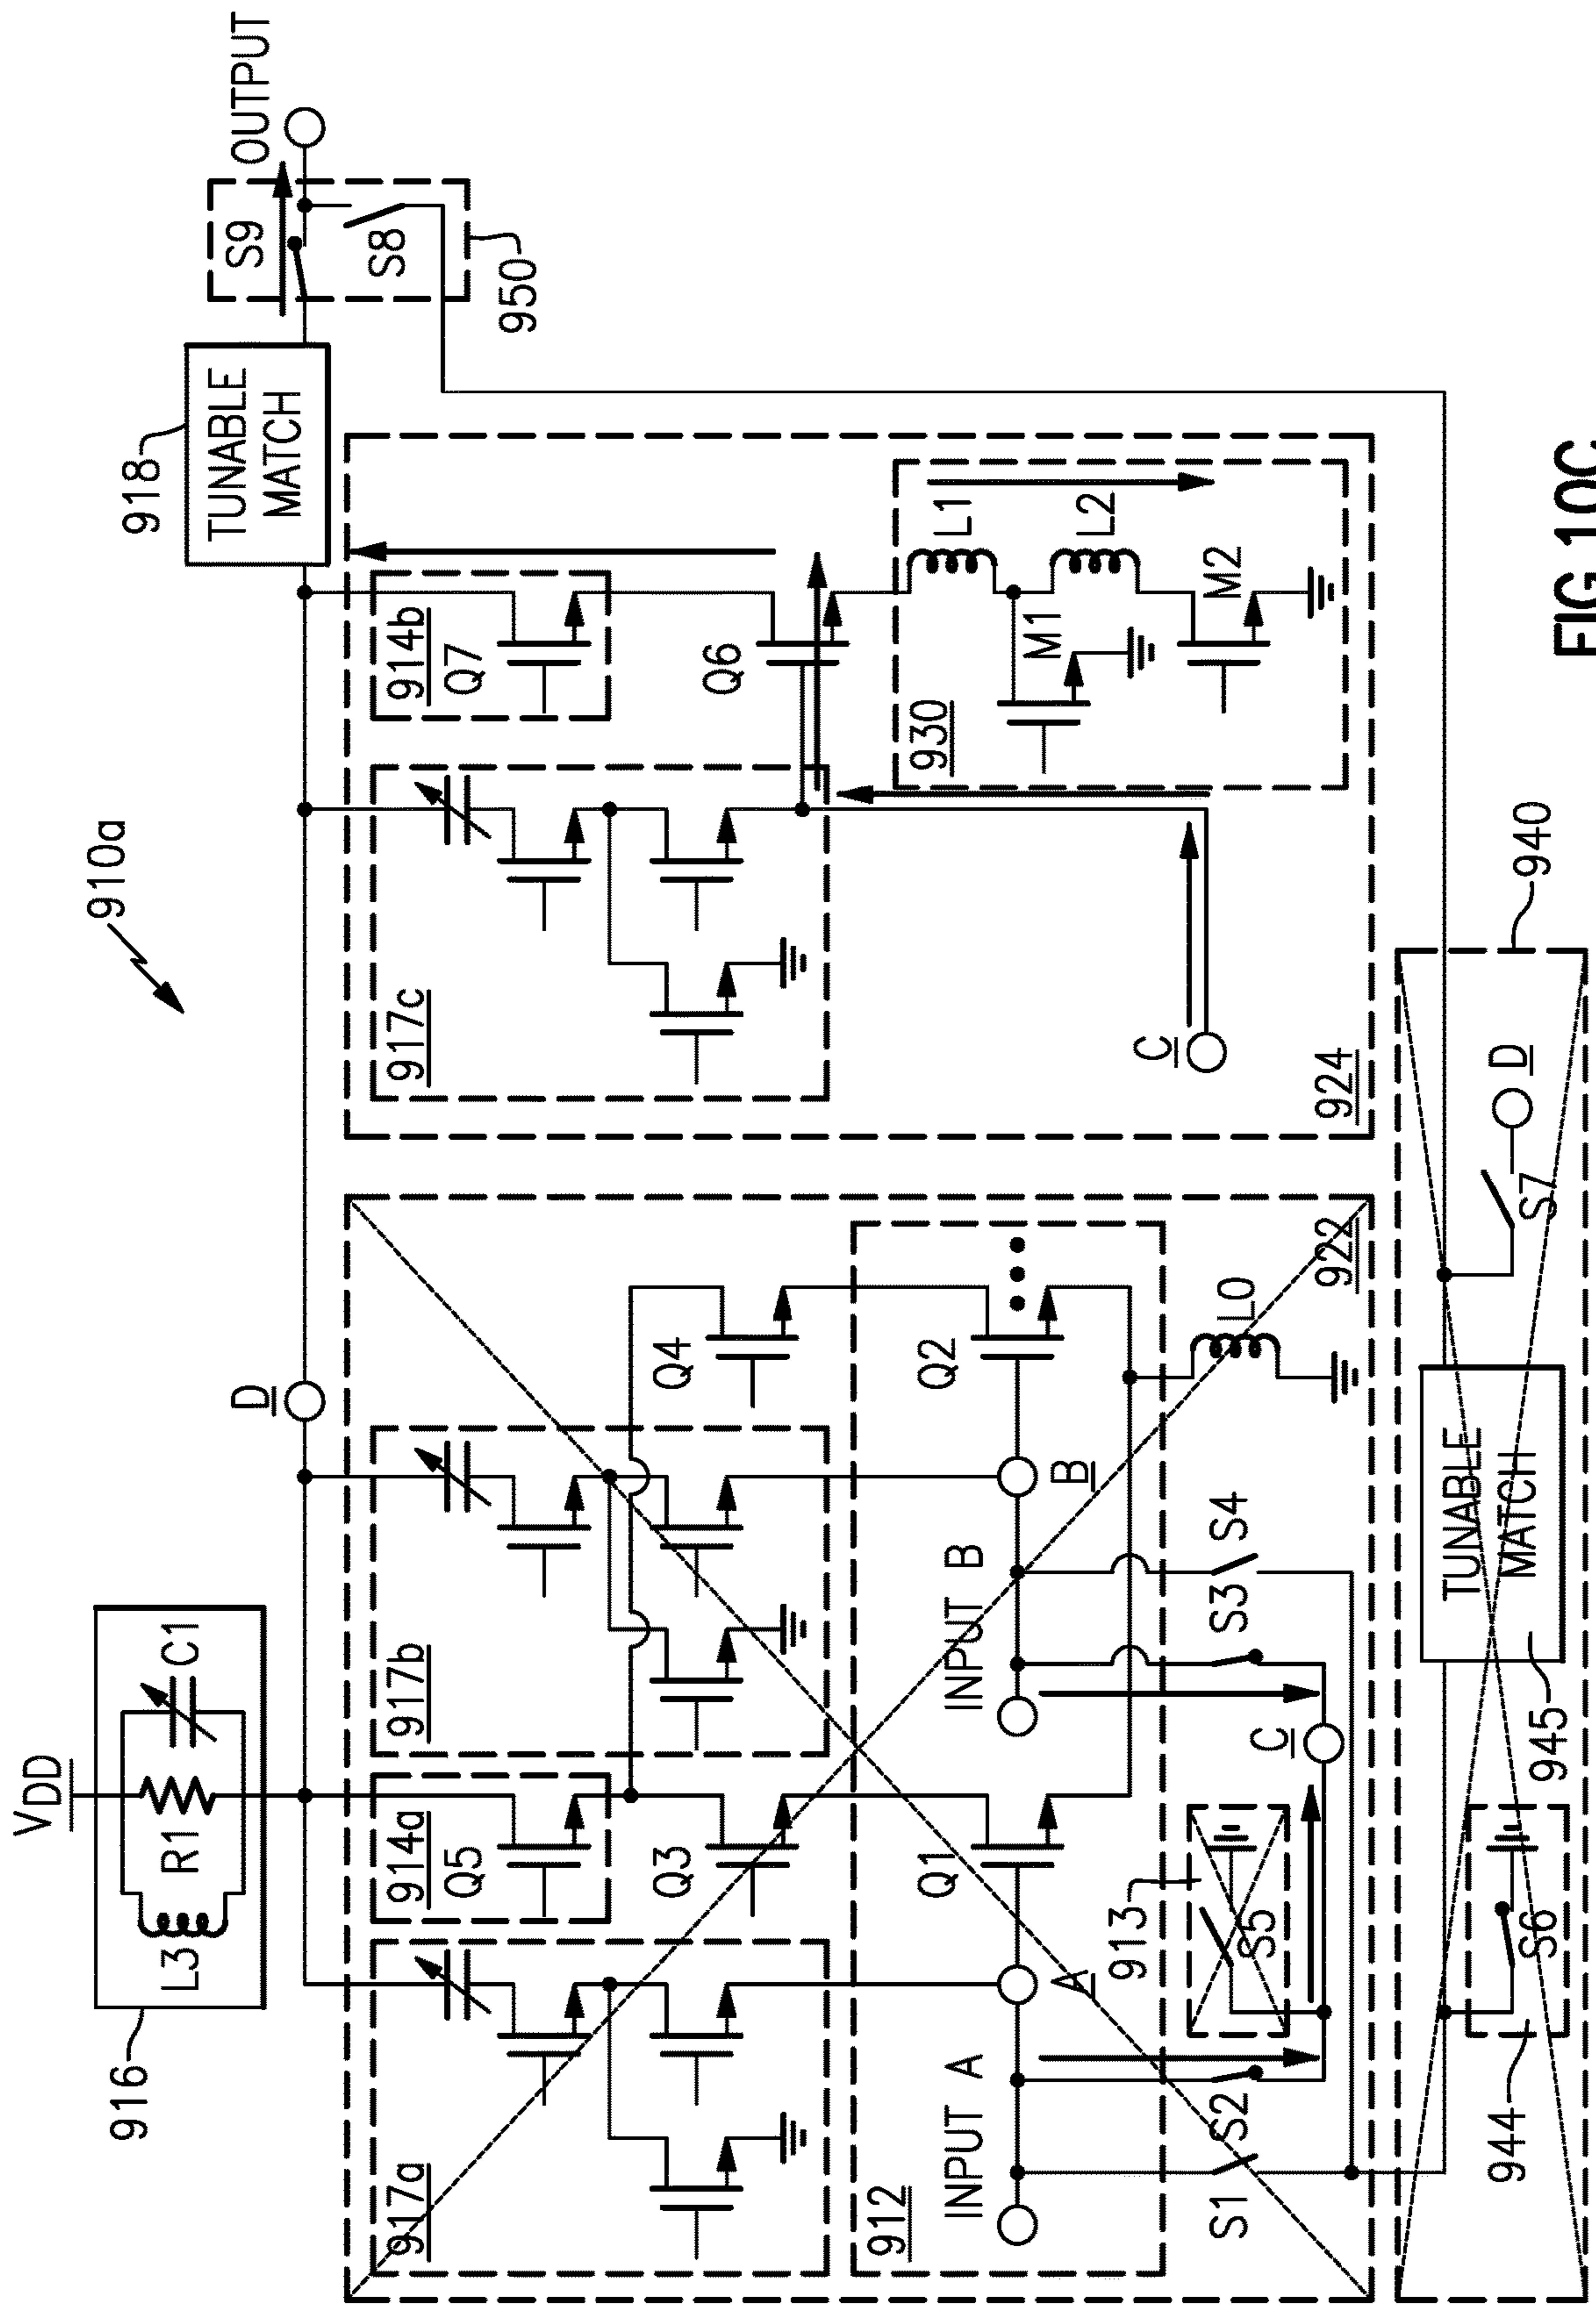 910a
V_DD
916
L3
R1
C1
D
918
TUNABLE
MATCH
S9
OUTPUT
S8
950
917a
914a
Q5
917b
Q3
Q4
917c
914b
Q7
Q6
912
INPUT A
A
Q1
INPUT B
B
Q2
930
M1
L1
L2
M2
S1
S2
913
S5
C
S3
S4
L0
922
C
924
944
S6
945
TUNABLE
MATCH
S7
D
940
FIG.10C